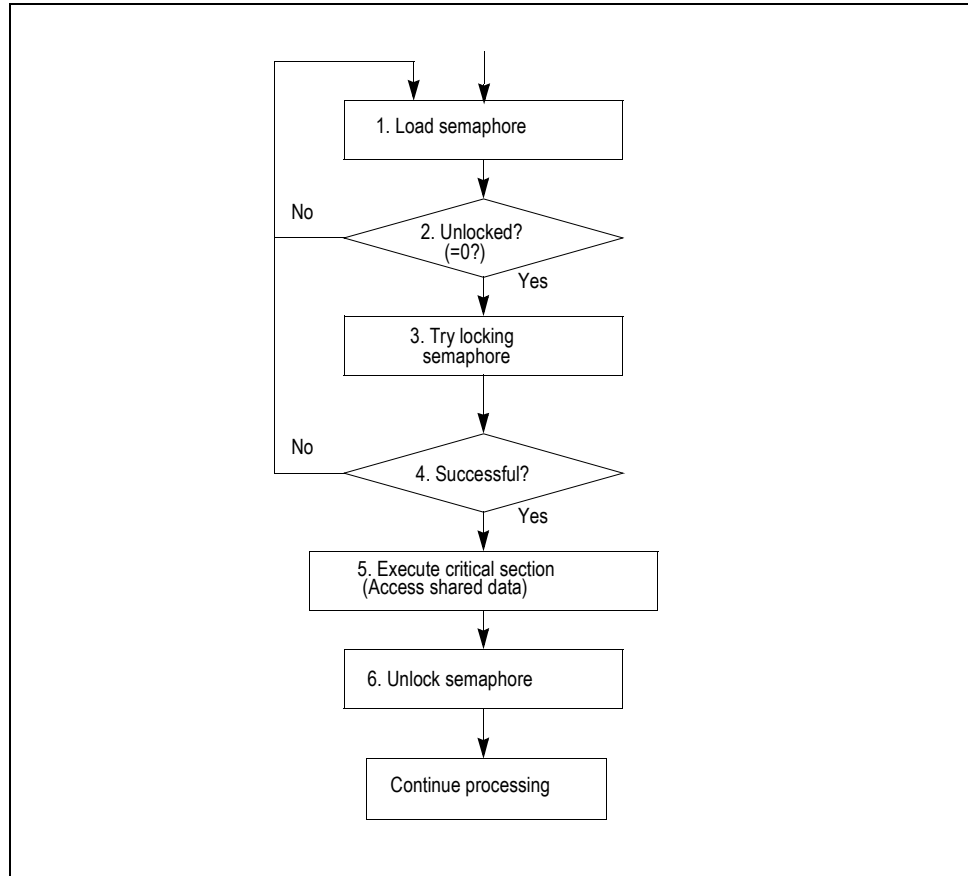 1. Load semaphore
No
2. Unlocked?
(=0?)
Yes
3. Try locking
semaphore
No
4. Successful?
Yes
5. Execute critical section
(Access shared data)
6. Unlock semaphore
Continue processing